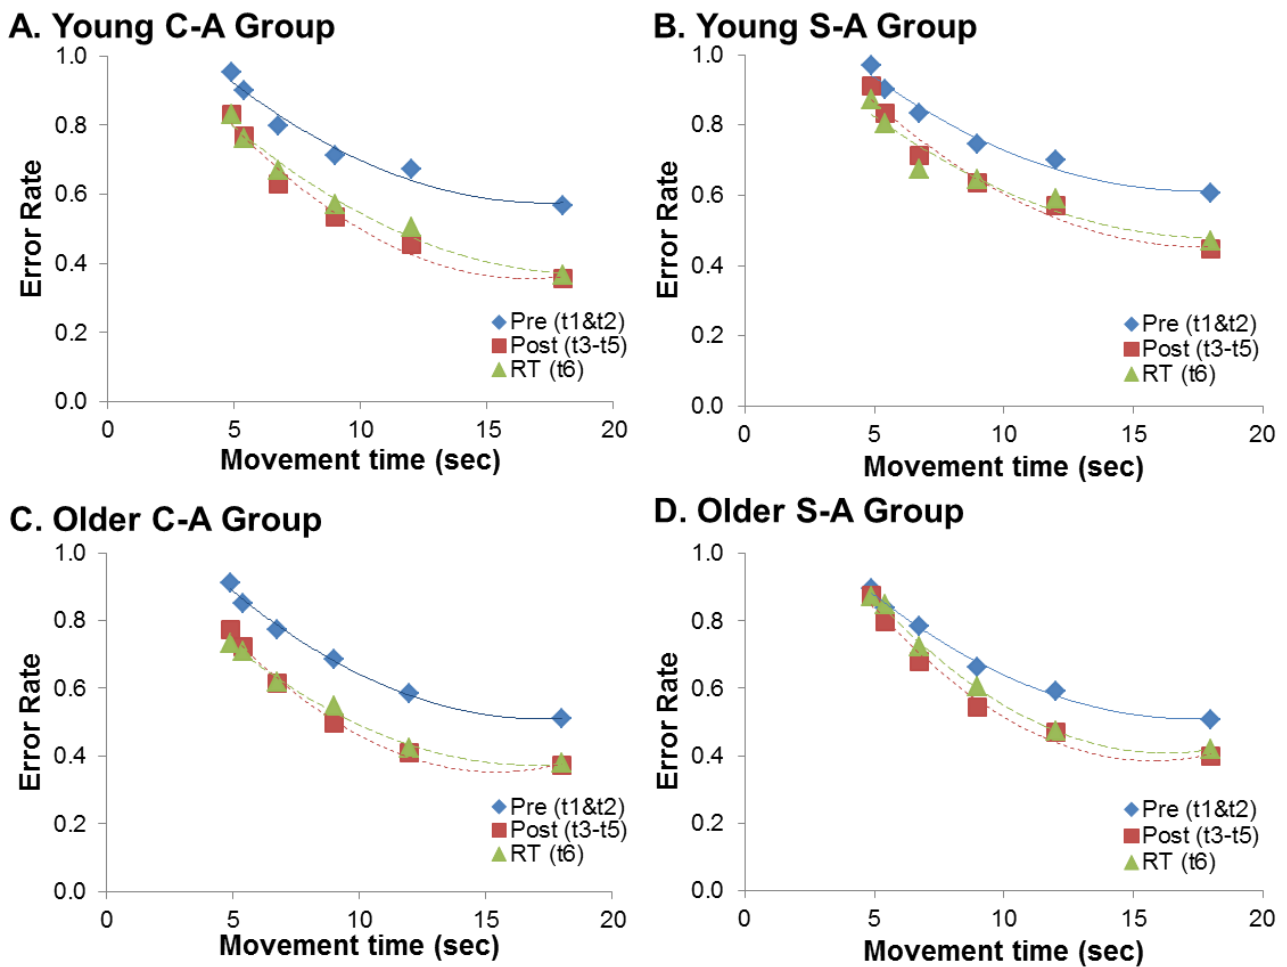 A. Young C-A Group
1.0
0.8
0.6
0.4
0.2
0.0
Error Rate
Pre (t1&t2)
Post (t3-t5)
RT (t6)
0 5 10 15 20
Movement time (sec)
B. Young S-A Group
1.0
0.8
0.6
0.4
0.2
0.0
Error Rate
Pre (t1&t2)
Post (t3-t5)
RT (t6)
0 5 10 15 20
Movement time (sec)
C. Older C-A Group
1.0
0.8
0.6
0.4
0.2
0.0
Error Rate
Pre (t1&t2)
Post (t3-t5)
RT (t6)
0 5 10 15 20
Movement time (sec)
D. Older S-A Group
1.0
0.8
0.6
0.4
0.2
0.0
Error Rate
Pre (t1&t2)
Post (t3-t5)
RT (t6)
0 5 10 15 20
Movement time (sec)